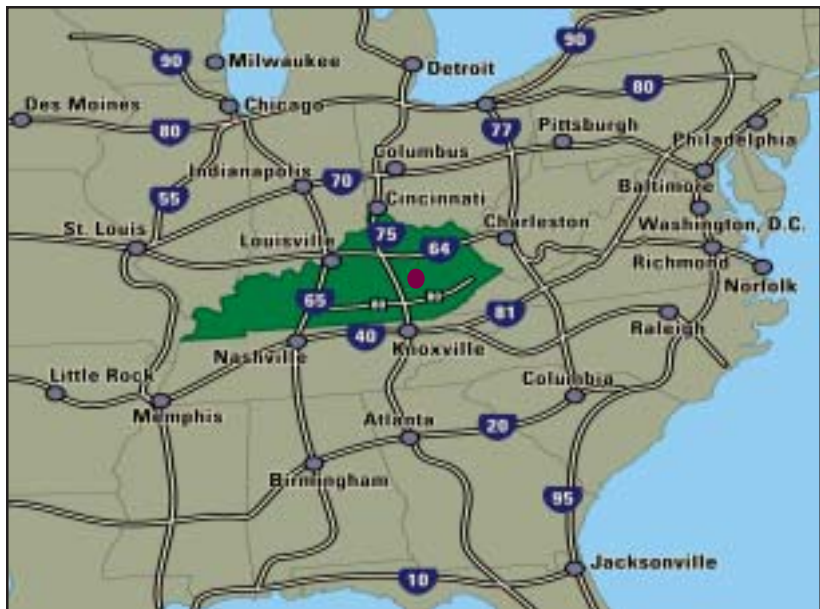 90
90
Milwaukee
Detroit
80
Des Moines
Chicago
80
77
Pittsburgh
Philadelphia
Columbus
Indianapolis
70
Baltimore
55
Cincinnati
St. Louis
Charleston
Washington, D.C.
Louisville
75
64
Richmond
Norfolk
65
81
40
Raleigh
Nashville
Knoxville
Little Rock
Columbia
Memphis
Atlanta
20
Birmingham
95
Jacksonville
10